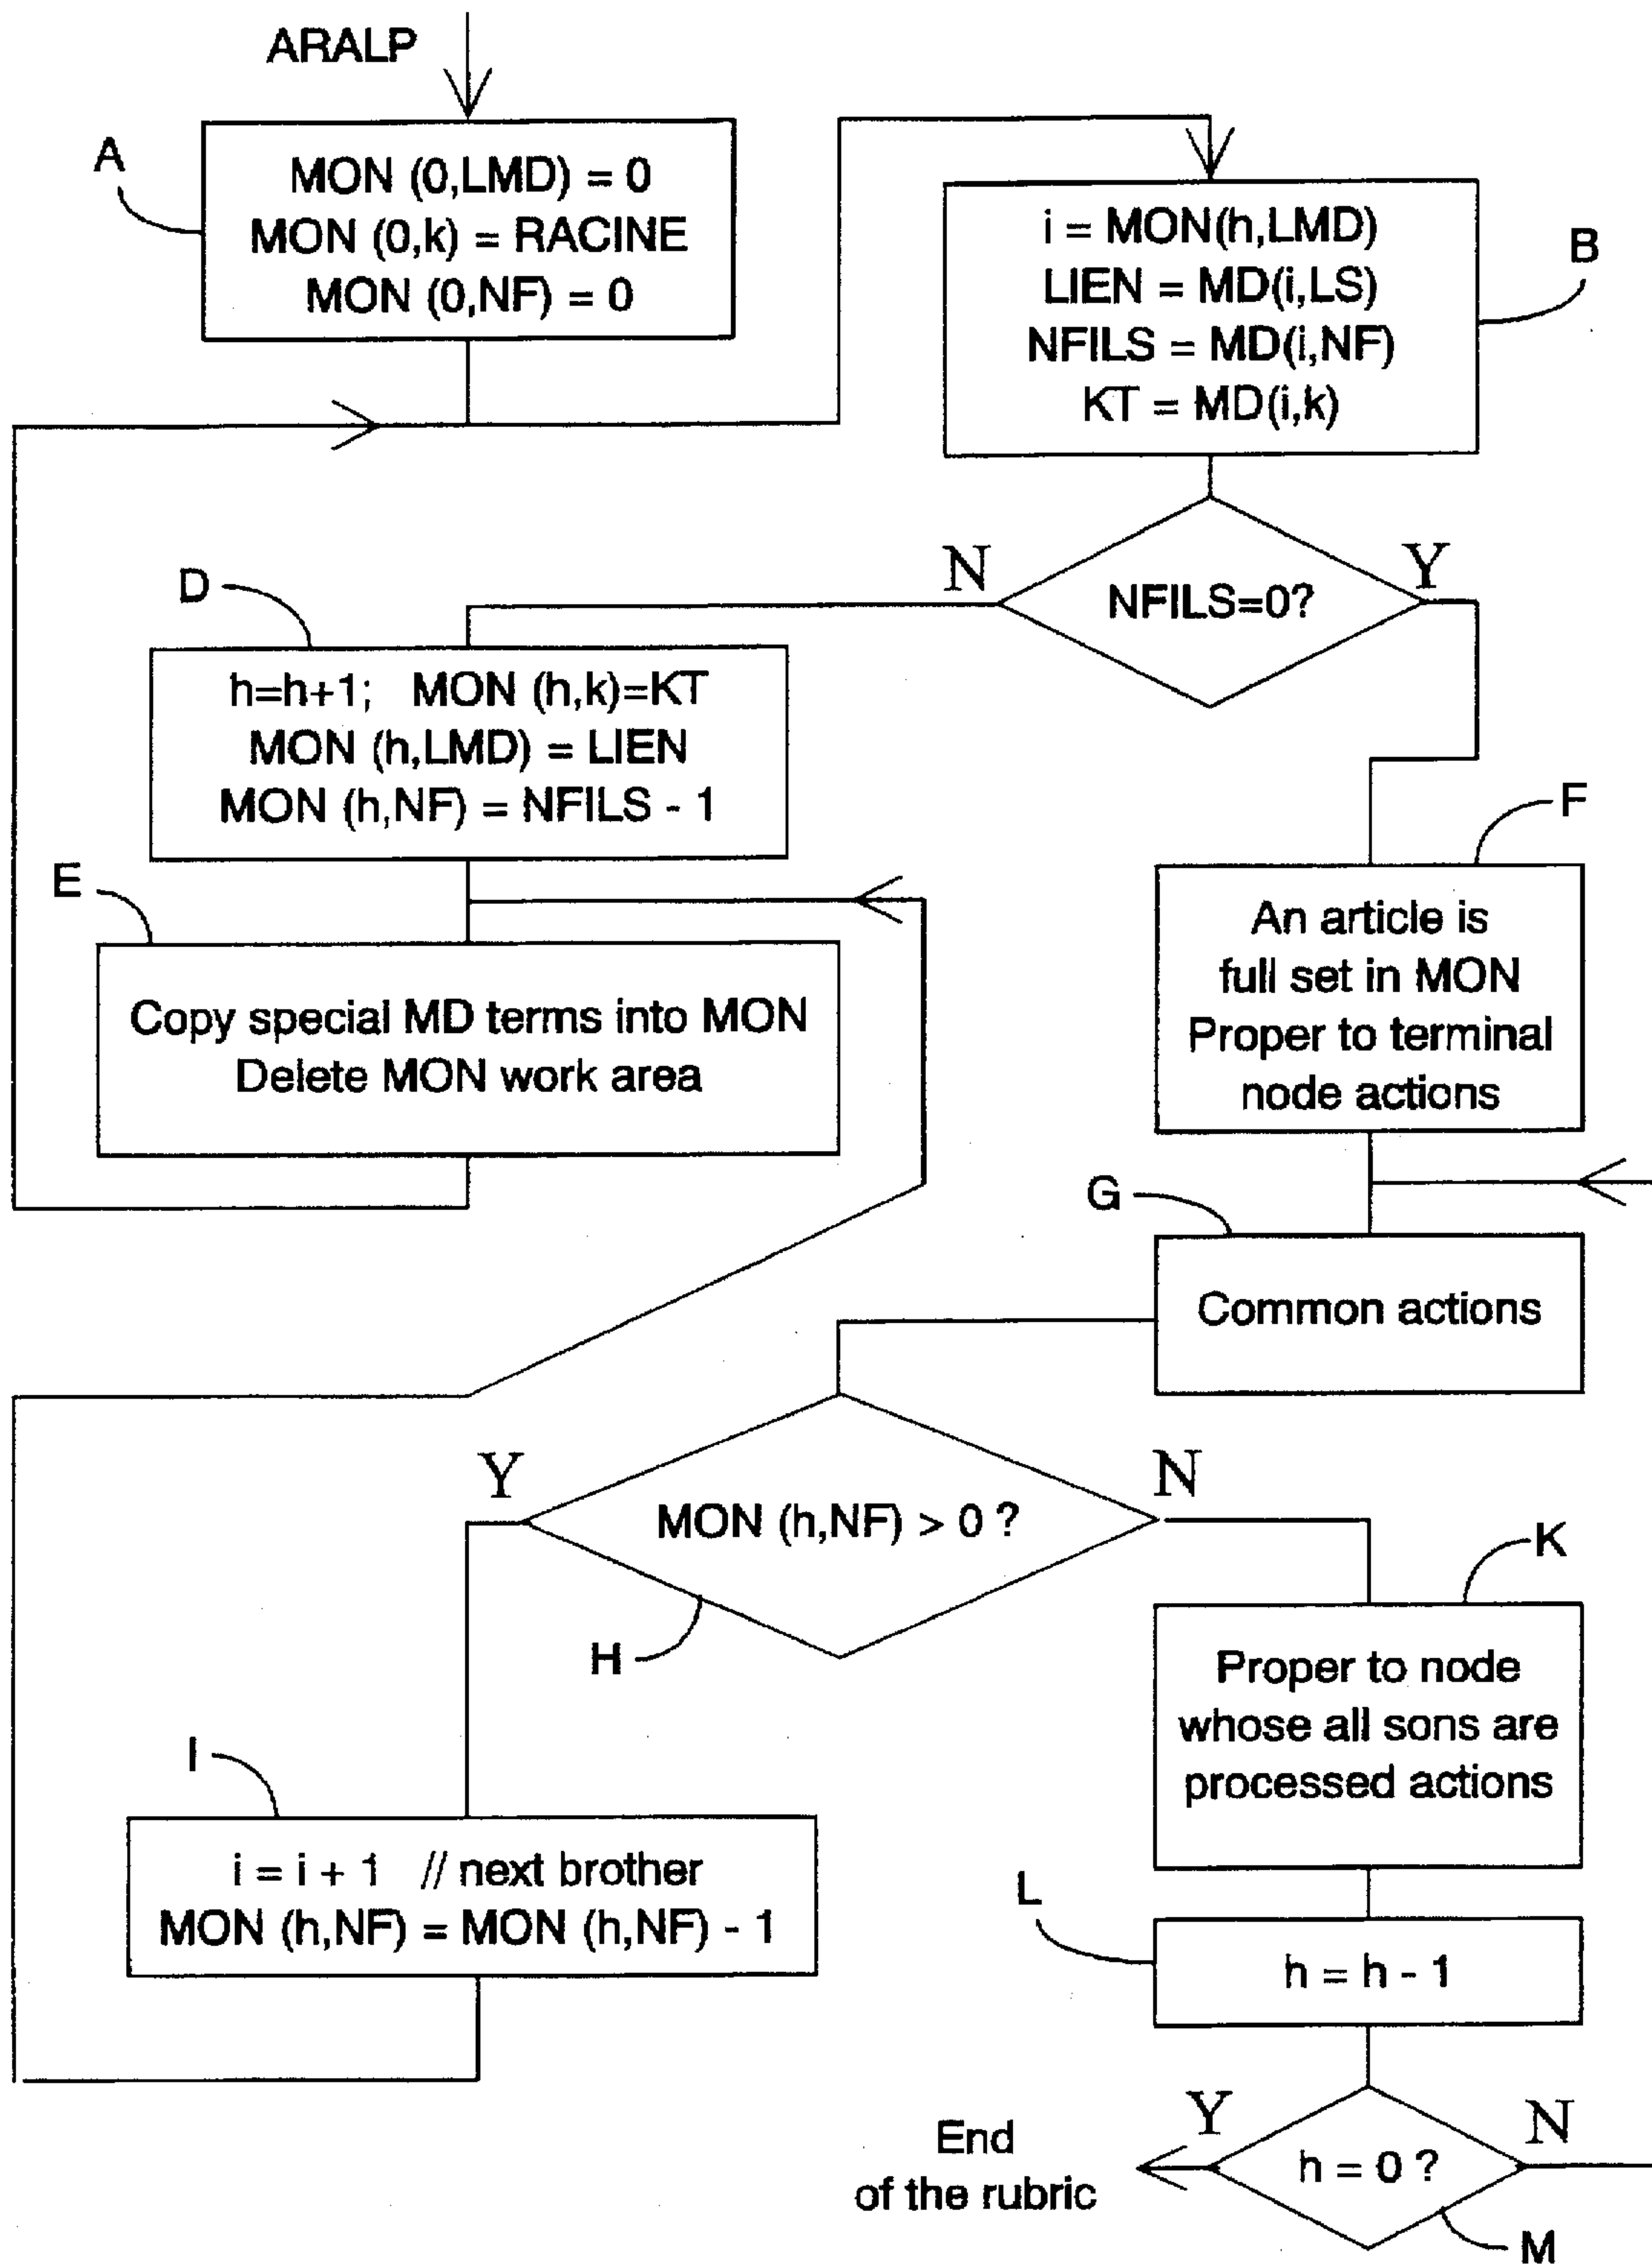 ARALP
A
MON (0,LMD) = 0
MON (0,k) = RACINE
MON (0,NF) = 0
i = MON(h,LMD)
LIEN = MD(i,LS)
NFILS = MD(i,NF)
KT = MD(i,k)
B
N
NFILS=0?
Y
D
h=h+1; MON (h,k)=KT
MON (h,LMD) = LIEN
MON (h,NF) = NFILS - 1
E
Copy special MD terms into MON
Delete MON work area
F
An article is
full set in MON
Proper to terminal
node actions
G
Common actions
Y
MON (h,NF) > 0 ?
N
H
K
Proper to node
whose all sons are
processed actions
I
i = i + 1 // next brother
MON (h,NF) = MON (h,NF) - 1
L
h = h - 1
Y
h = 0 ?
N
End
of the rubric
M